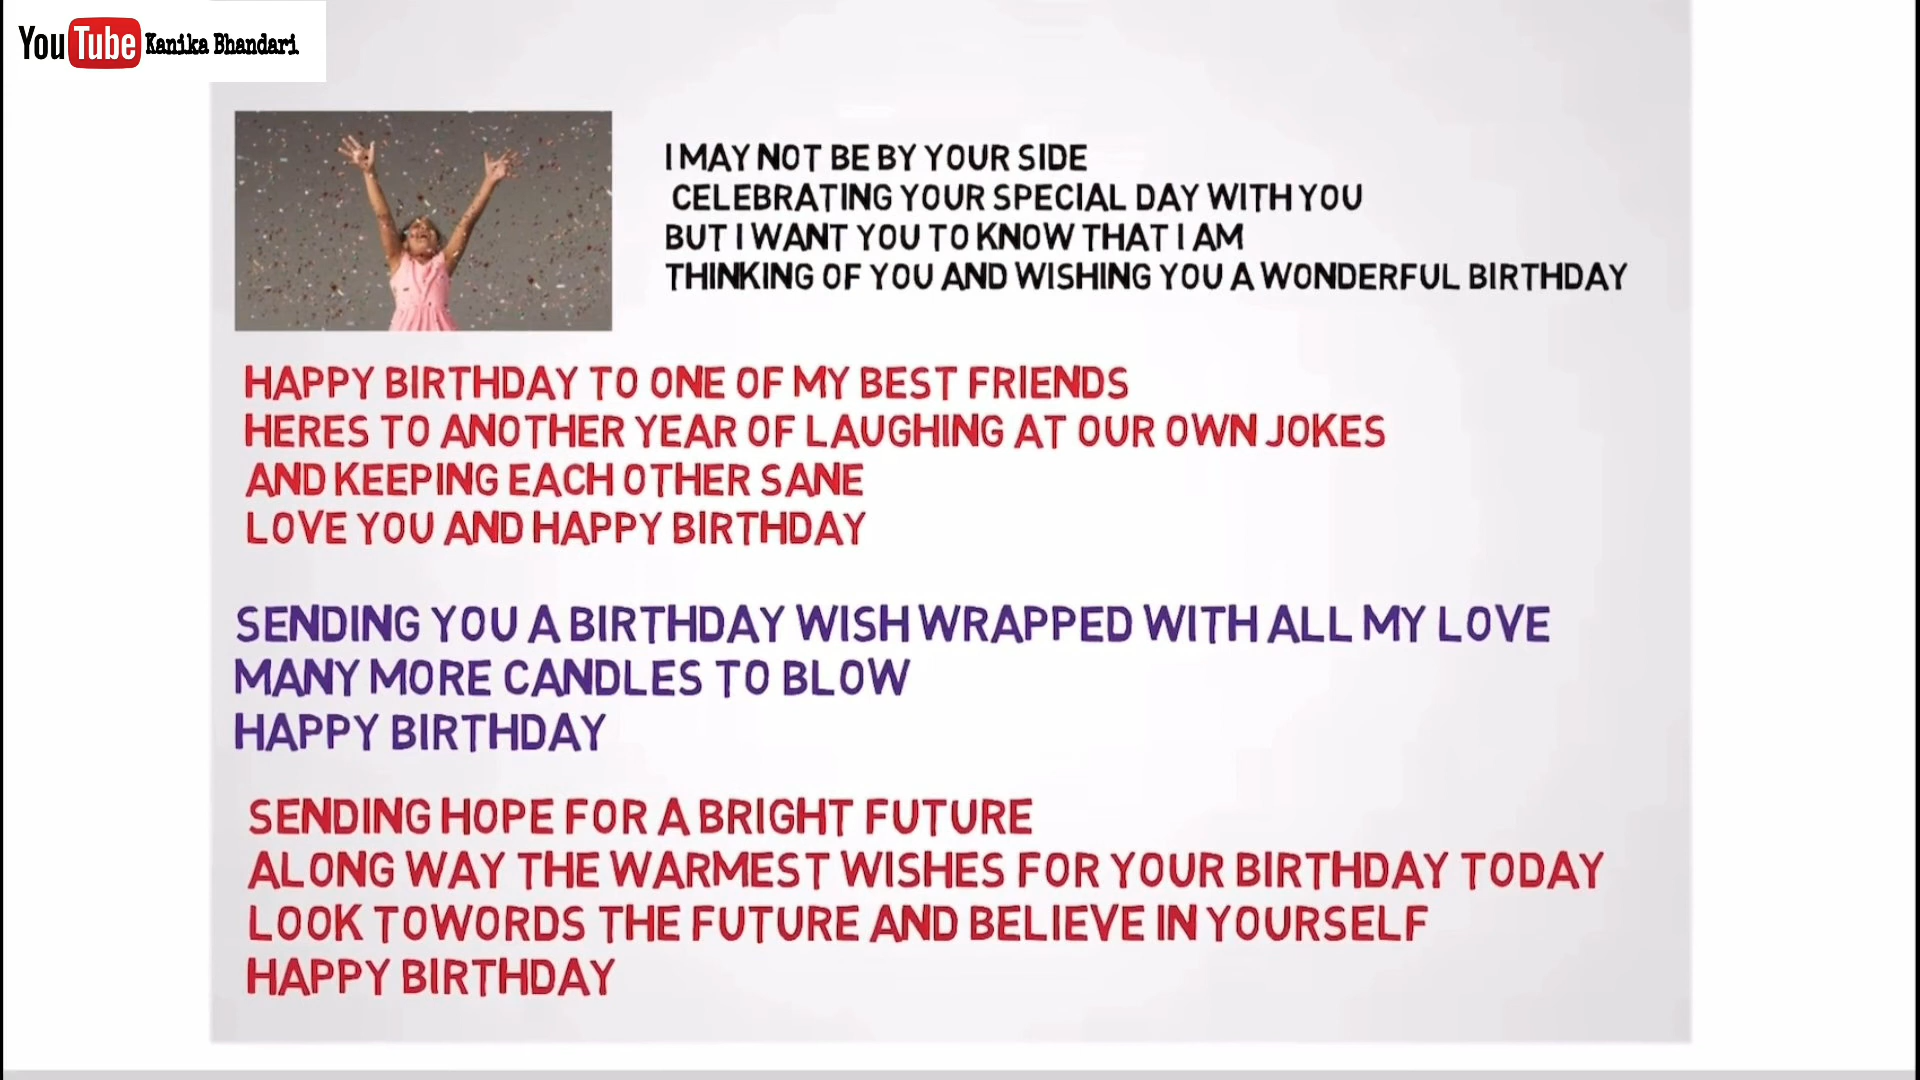 YouTube Kanika Bhandari
I MAY NOT BE BY YOUR SIDE
CELEBRATING YOUR SPECIAL DAY WITH YOU
BUT I WANT YOU TO KNOW THAT I AM
THINKING OF YOU AND WISHING YOU A WONDERFUL BIRTHDAY
HAPPY BIRTHDAY TO ONE OF MY BEST FRIENDS
HERES TO ANOTHER YEAR OF LAUGHING AT OUR OWN JOKES
AND KEEPING EACH OTHER SANE
LOVE YOU AND HAPPY BIRTHDAY
SENDING YOU A BIRTHDAY WISH WRAPPED WITH ALL MY LOVE
MANY MORE CANDLES TO BLOW
HAPPY BIRTHDAY
SENDING HOPE FOR A BRIGHT FUTURE
ALONG WAY THE WARMEST WISHES FOR YOUR BIRTHDAY TODAY
LOOK TOWORDS THE FUTURE AND BELIEVE IN YOURSELF
HAPPY BIRTHDAY